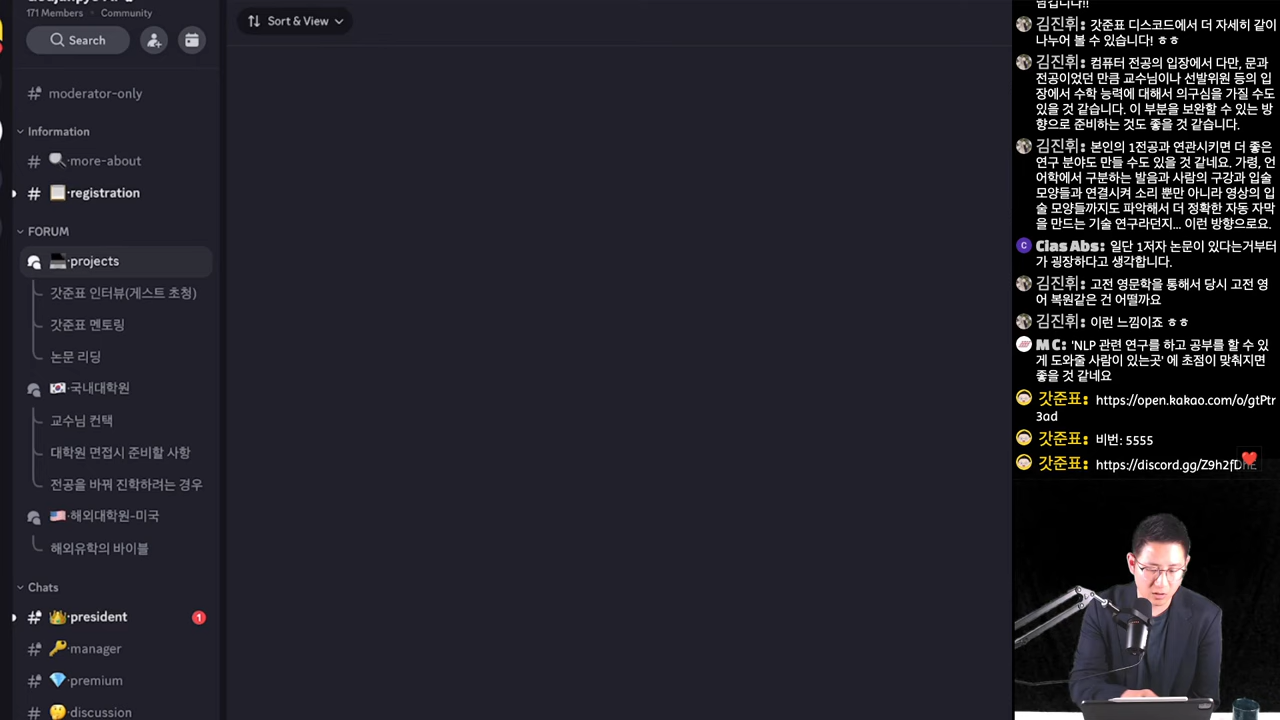 171 Members • Community
Search
Sort & View
moderator-only
Information
more-about
registration
FORUM
projects
갓준표 인터뷰(게스트 초청)
갓준표 멘토링
논문 리딩
국내대학원
교수님 컨택
대학원 면접시 준비할 사항
전공을 바꿔 진학하려는 경우
해외대학원-미국
해외유학의 바이블
Chats
president
1
manager
premium
discussion
남깁니다!!
김진휘: 갓준표 디스코드에서 더 자세히 같이
나누어 볼 수 있습니다! ㅎㅎ
김진휘: 컴퓨터 전공의 입장에서 다만, 문과
전공이었던 만큼 교수님이나 선발위원 등의 입
장에서 수학 능력에 대해서 의구심을 가질 수도
있을 것 같습니다. 이 부분을 보완할 수 있는 방
향으로 준비하는 것도 좋을 것 같습니다.
김진휘: 본인의 1전공과 연관시키면 더 좋은
연구 분야도 만들 수도 있을 것 같네요. 가령, 언
어학에서 구분하는 발음과 사람의 구강과 입술
모양들과 연결시켜 소리 뿐만 아니라 영상의 입
술 모양들까지도 파악해서 더 정확한 자동 자막
을 만드는 기술 연구라던지... 이런 방향으로요.
C
Clas Abs: 일단 1저자 논문이 있다는거부터
가 굉장하다고 생각합니다.
김진휘: 고전 영문학을 통해서 당시 고전 영
어 복원같은 건 어떨까요
김진휘: 이런 느낌이죠 ㅎㅎ
M C: 'NLP 관련 연구를 하고 공부를 할 수 있
게 도와줄 사람이 있는곳' 에 초점이 맞춰지면
좋을 것 같네요
갓준표: https://open.kakao.com/o/gtPtr
3ad
갓준표: 비번: 5555
갓준표: